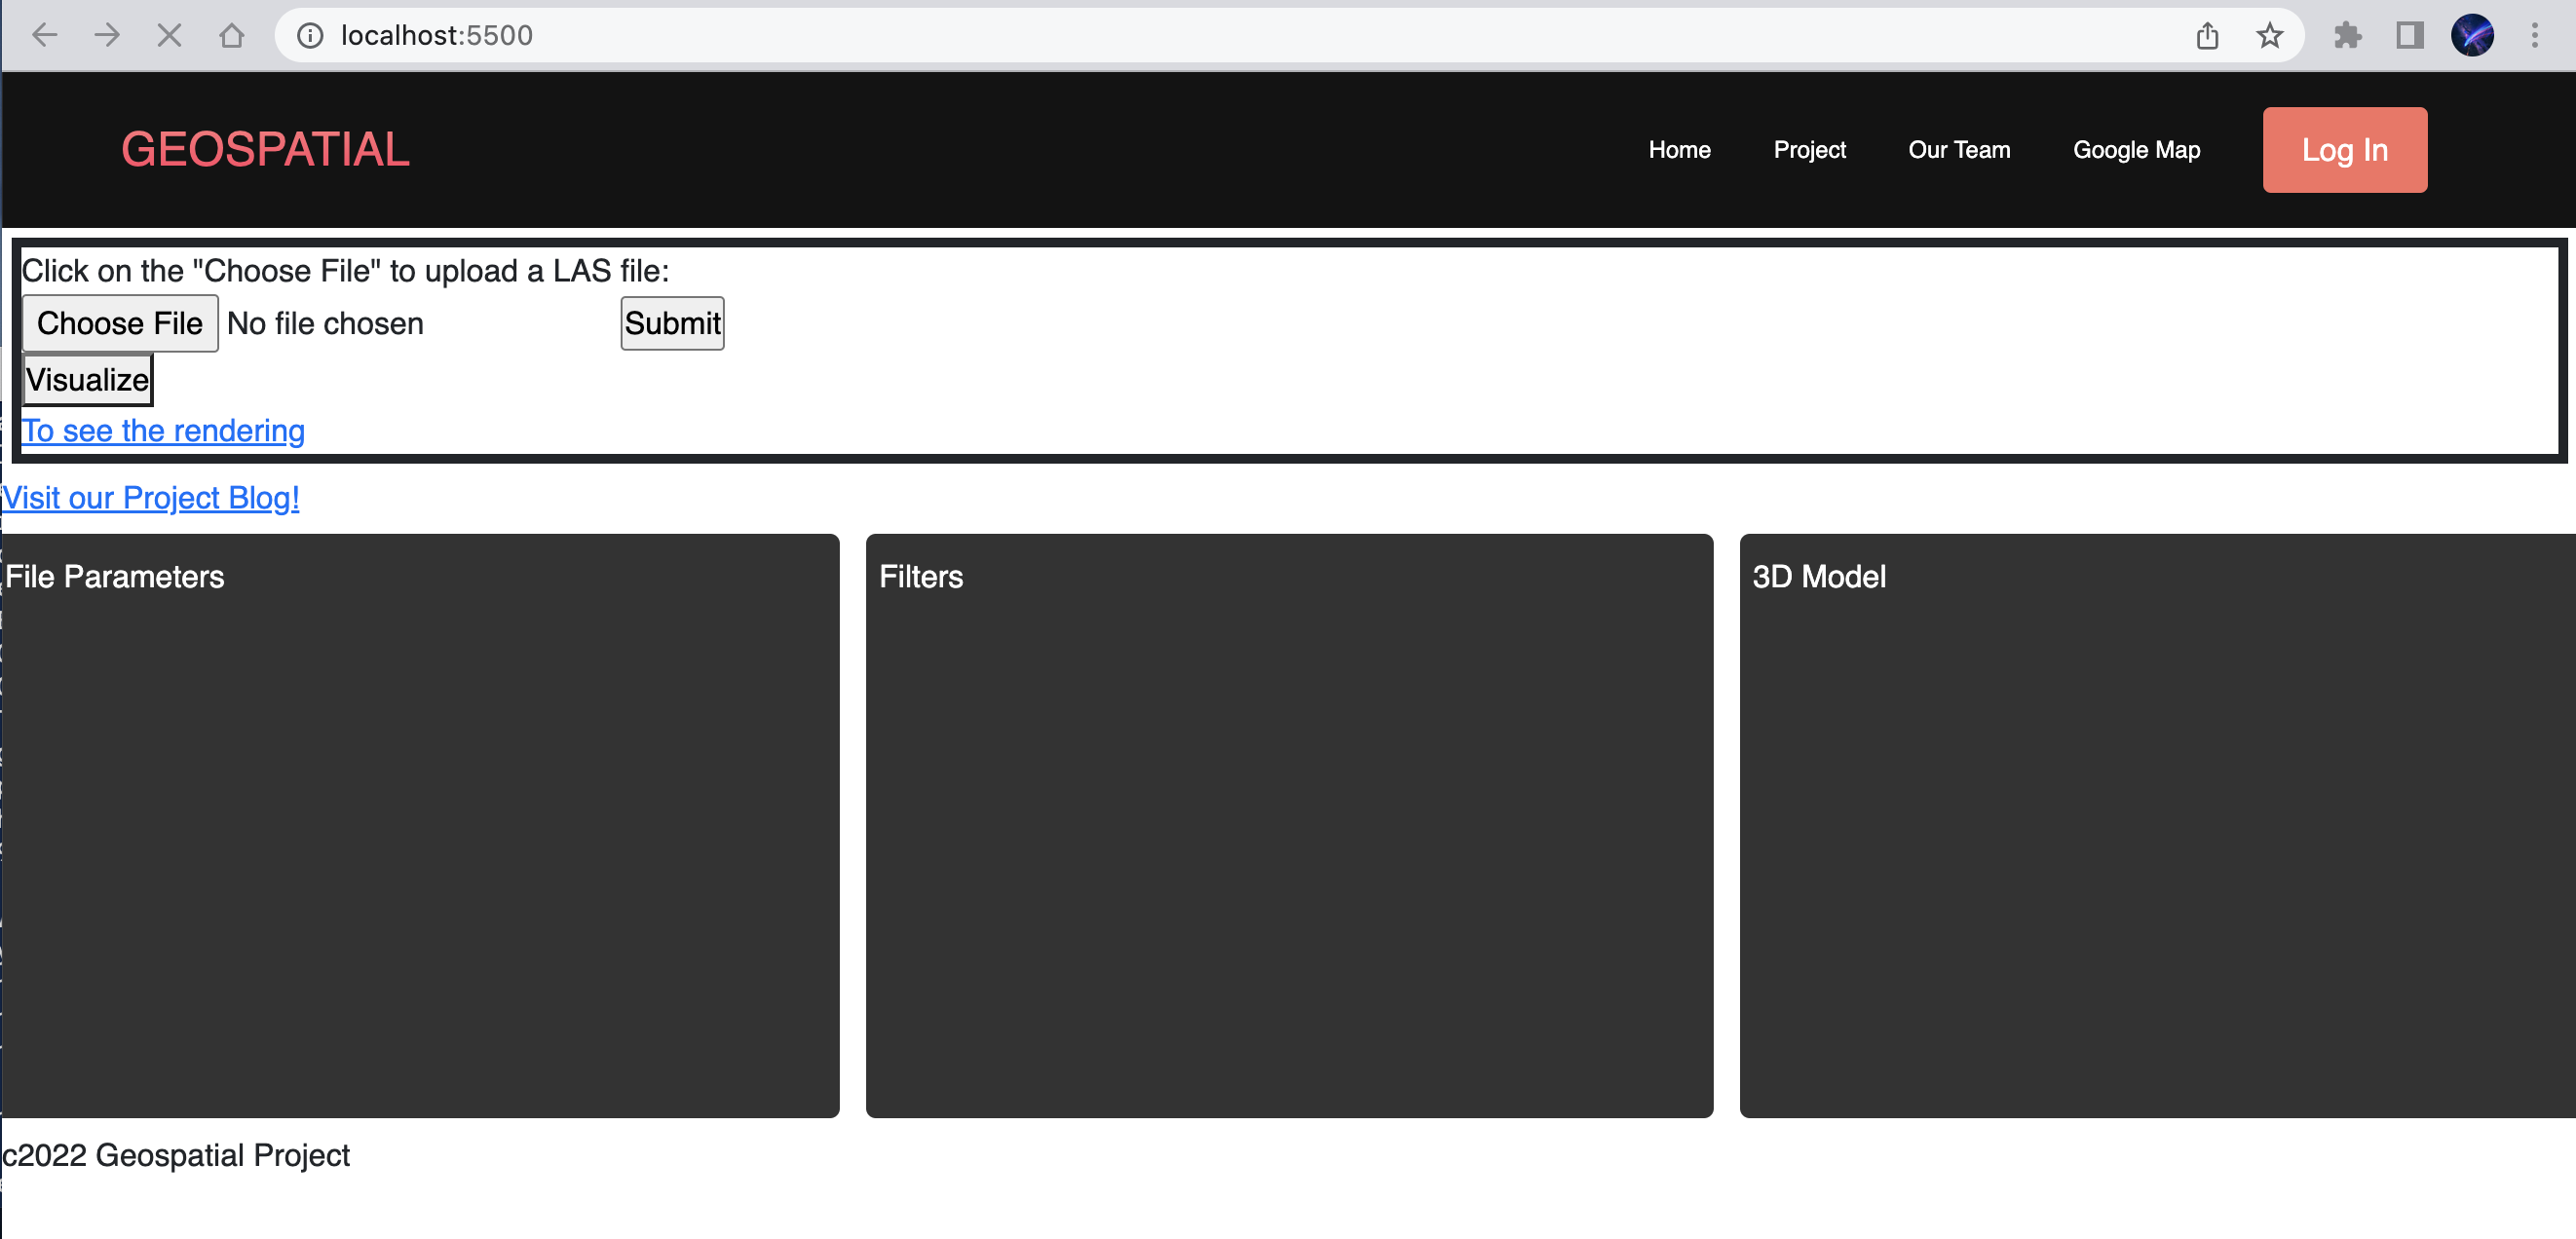 localhost:5500
GEOSPATIAL
Home Project Our Team Google Map Log In
Click on the "Choose File" to upload a LAS file:
Choose File No file chosen Submit
Visualize
To see the rendering
Visit our Project Blog!
File Parameters Filters 3D Model
c2022 Geospatial Project